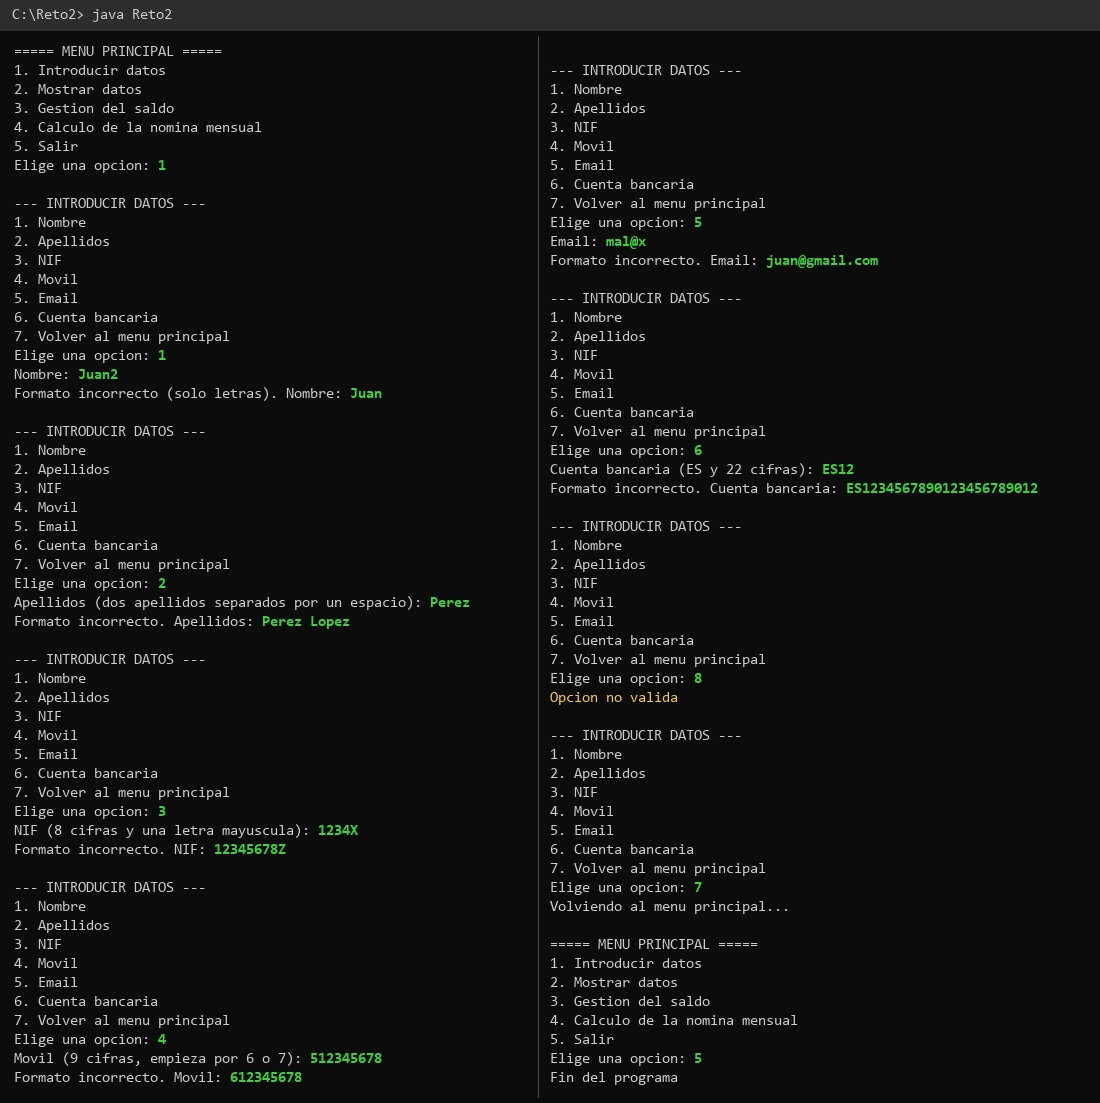 C:\Reto2> java Reto2
===== MENU PRINCIPAL =====
1. Introducir datos
2. Mostrar datos
3. Gestion del saldo
4. Calculo de la nomina mensual
5. Salir
Elige una opcion: 1

--- INTRODUCIR DATOS ---
1. Nombre
2. Apellidos
3. NIF
4. Movil
5. Email
6. Cuenta bancaria
7. Volver al menu principal
Elige una opcion: 1
Nombre: Juan2
Formato incorrecto (solo letras). Nombre: Juan

--- INTRODUCIR DATOS ---
1. Nombre
2. Apellidos
3. NIF
4. Movil
5. Email
6. Cuenta bancaria
7. Volver al menu principal
Elige una opcion: 2
Apellidos (dos apellidos separados por un espacio): Perez
Formato incorrecto. Apellidos: Perez Lopez

--- INTRODUCIR DATOS ---
1. Nombre
2. Apellidos
3. NIF
4. Movil
5. Email
6. Cuenta bancaria
7. Volver al menu principal
Elige una opcion: 3
NIF (8 cifras y una letra mayuscula): 1234X
Formato incorrecto. NIF: 12345678Z

--- INTRODUCIR DATOS ---
1. Nombre
2. Apellidos
3. NIF
4. Movil
5. Email
6. Cuenta bancaria
7. Volver al menu principal
Elige una opcion: 4
Movil (9 cifras, empieza por 6 o 7): 512345678
Formato incorrecto. Movil: 612345678

--- INTRODUCIR DATOS ---
1. Nombre
2. Apellidos
3. NIF
4. Movil
5. Email
6. Cuenta bancaria
7. Volver al menu principal
Elige una opcion: 5
Email: mal@x
Formato incorrecto. Email: juan@gmail.com

--- INTRODUCIR DATOS ---
1. Nombre
2. Apellidos
3. NIF
4. Movil
5. Email
6. Cuenta bancaria
7. Volver al menu principal
Elige una opcion: 6
Cuenta bancaria (ES y 22 cifras): ES12
Formato incorrecto. Cuenta bancaria: ES1234567890123456789012

--- INTRODUCIR DATOS ---
1. Nombre
2. Apellidos
3. NIF
4. Movil
5. Email
6. Cuenta bancaria
7. Volver al menu principal
Elige una opcion: 8
Opcion no valida

--- INTRODUCIR DATOS ---
1. Nombre
2. Apellidos
3. NIF
4. Movil
5. Email
6. Cuenta bancaria
7. Volver al menu principal
Elige una opcion: 7
Volviendo al menu principal...

===== MENU PRINCIPAL =====
1. Introducir datos
2. Mostrar datos
3. Gestion del saldo
4. Calculo de la nomina mensual
5. Salir
Elige una opcion: 5
Fin del programa